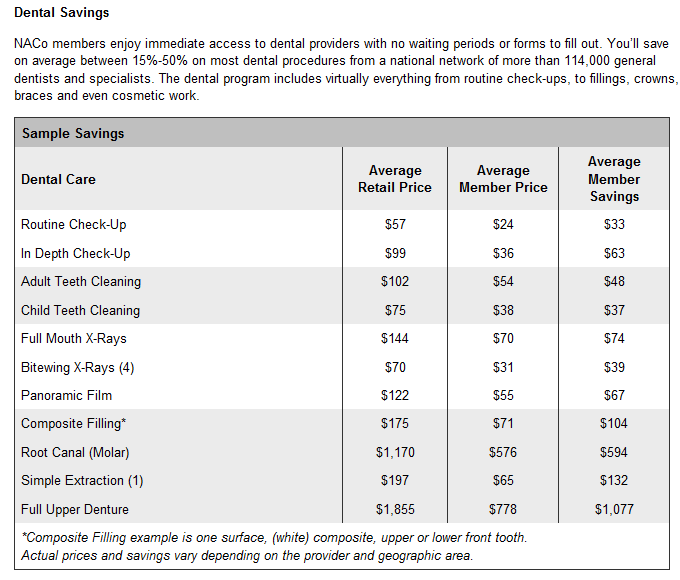 Dental Savings
NACo members enjoy immediate access to dental providers with no waiting periods or forms to fill out. You'll save
on average between 15%-50% on most dental procedures from a national network of more than 114,000 general
dentists and specialists. The dental program includes virtually everything from routine check-ups, to fillings, crowns,
braces and even cosmetic work.
Sample Savings
Dental Care Average Retail Price Average Member Price Average Member Savings
Routine Check-Up $57 $24 $33
In Depth Check-Up $99 $36 $63
Adult Teeth Cleaning $102 $54 $48
Child Teeth Cleaning $75 $38 $37
Full Mouth X-Rays $144 $70 $74
Bitewing X-Rays (4) $70 $31 $39
Panoramic Film $122 $55 $67
Composite Filling* $175 $71 $104
Root Canal (Molar) $1,170 $576 $594
Simple Extraction (1) $197 $65 $132
Full Upper Denture $1,855 $778 $1,077
*Composite Filling example is one surface, (white) composite, upper or lower front tooth.
Actual prices and savings vary depending on the provider and geographic area.